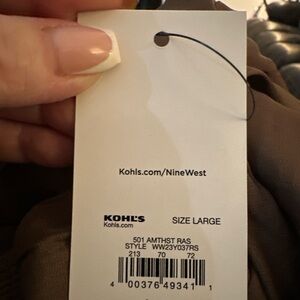 Kohls.com/NineWest
KOHL'S SIZE LARGE
Kohls.com
501 AMTHST RAS
STYLE WW23Y037RS
213 70 72
4 00376 49341 1